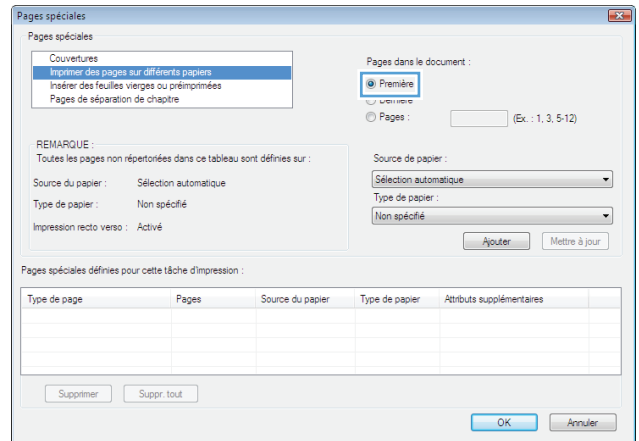 Pages spéciales
Pages spéciales
Couvertures
Imprimer des pages sur différents papiers
Insérer des feuilles vierges ou préimprimées
Pages de séparation de chapitre
Pages dans le document :
Première
Dernière
Pages :
(Ex. : 1, 3, 5-12)
REMARQUE :
Toutes les pages non répertoriées dans ce tableau sont définies sur :
Source du papier : Sélection automatique
Type de papier : Non spécifié
Impression recto verso : Activé
Source de papier :
Sélection automatique
Type de papier :
Non spécifié
Ajouter Mettre à jour
Pages spéciales définies pour cette tâche d'impression :
Type de page Pages Source du papier Type de papier Attributs supplémentaires
Supprimer Suppr. tout
OK Annuler